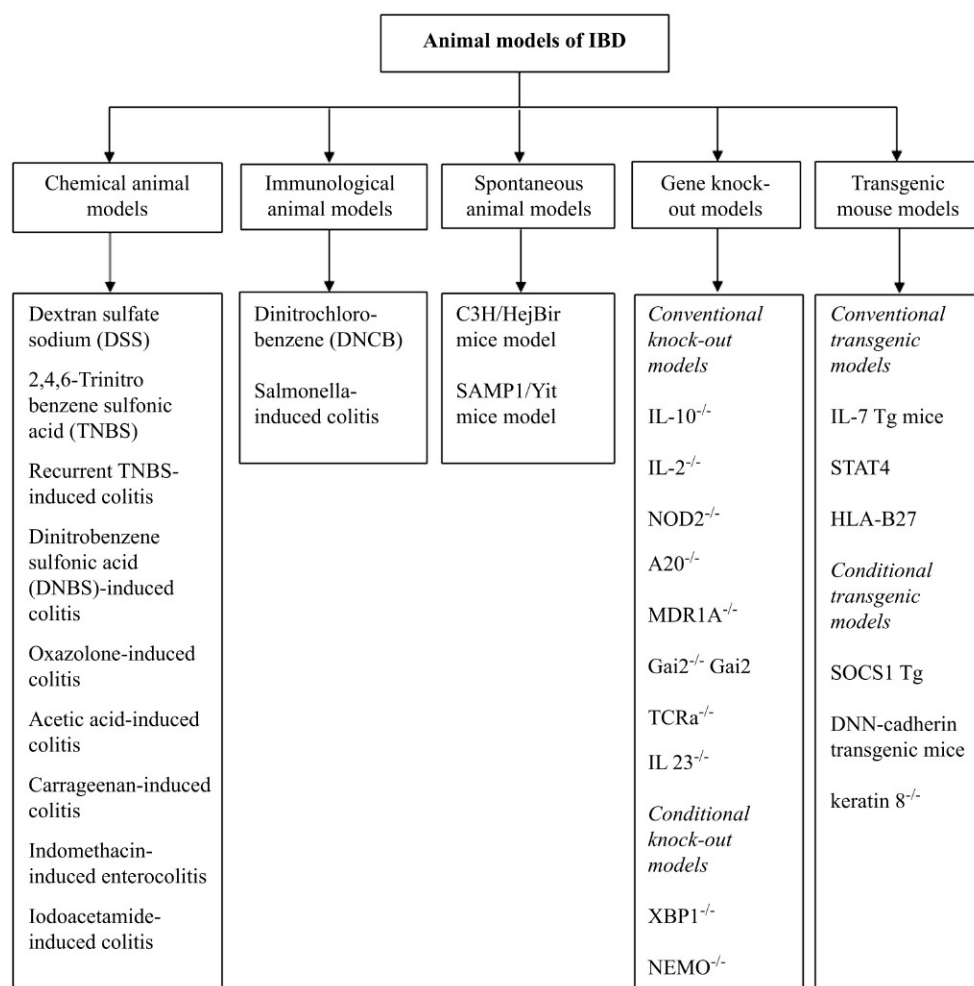 Animal models of IBD
Chemical animal
models
Immunological
animal models
Spontaneous
animal models
Gene knock-
out models
Transgenic
mouse models
Dextran sulfate
sodium (DSS)
2,4,6-Trinitro
benzene sulfonic
acid (TNBS)
Recurrent TNBS-
induced colitis
Dinitrobenzene
sulfonic acid
(DNBS)-induced
colitis
Oxazolone-induced
colitis
Acetic acid-induced
colitis
Carrageenan-induced
colitis
Indomethacin-
induced enterocolitis
Iodoacetamide-
induced colitis
Dinitrochloro-
benzene (DNCB)
Salmonella-
induced colitis
C3H/HejBir
mice model
SAMP1/Yit
mice model
Conventional
knock-out
models
IL-10⁻/⁻
IL-2⁻/⁻
NOD2⁻/⁻
A20⁻/⁻
MDR1A⁻/⁻
Gai2⁻/⁻ Gai2
TCRa⁻/⁻
IL 23⁻/⁻
Conditional
knock-out
models
XBP1⁻/⁻
NEMO⁻/⁻
Conventional
transgenic
models
IL-7 Tg mice
STAT4
HLA-B27
Conditional
transgenic
models
SOCS1 Tg
DNN-cadherin
transgenic mice
keratin 8⁻/⁻